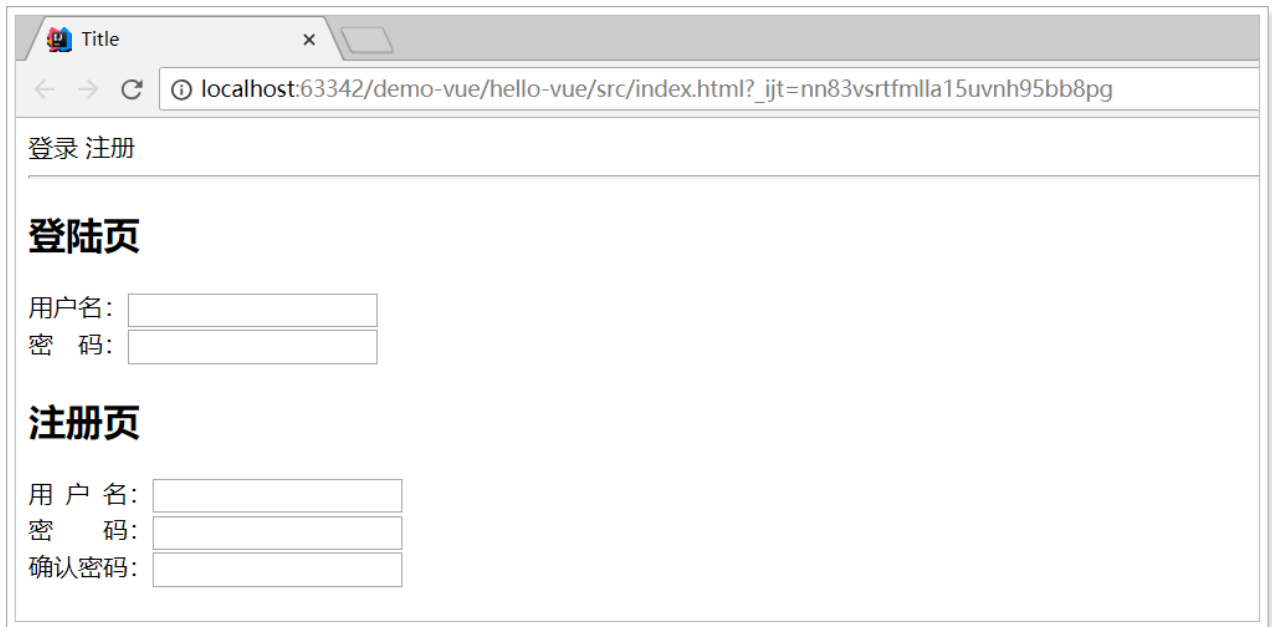 Title
localhost:63342/demo-vue/hello-vue/src/index.html?_ijt=nn83vsrtfmlla15uvnh95bb8pg
登录 注册
登陆页
用户名：
密 码：
注册页
用 户 名：
密 码：
确认密码：